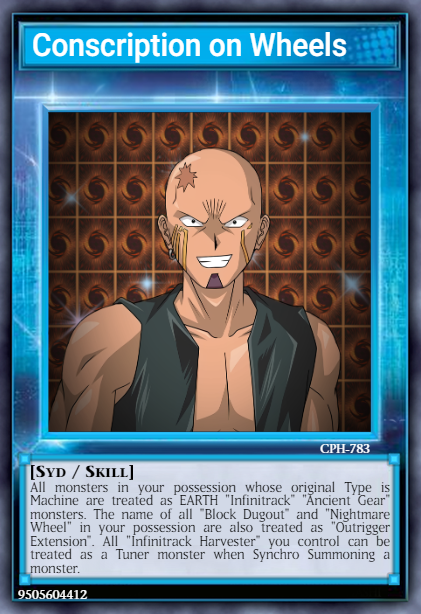 Conscription on Wheels
CPH-783
[Syd / Skill]
All monsters in your possession whose original Type is
Machine are treated as EARTH "Infinitrack" "Ancient Gear"
monsters. The name of all "Block Dugout" and "Nightmare
Wheel" in your possession are also treated as "Outrigger
Extension". All "Infinitrack Harvester" you control can be
treated as a Tuner monster when Synchro Summoning a
monster.
9505604412